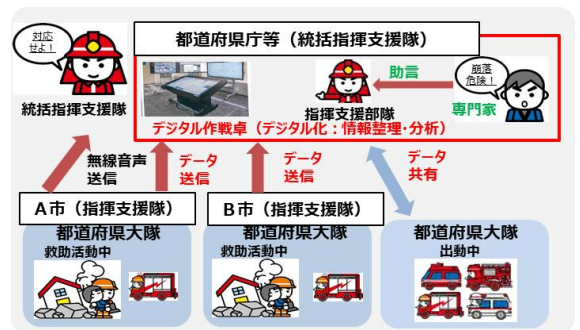 対応
せよ！
都道府県庁等（統括指揮支援隊）
助言
崩落
危険！
統括指揮支援隊
指揮支援部隊
専門家
デジタル作戦卓（デジタル化：情報整理・分析）
無線音声
送信
データ
送信
データ
送信
データ
共有
A市（指揮支援隊）
B市（指揮支援隊）
都道府県大隊
救助活動中
都道府県大隊
救助活動中
都道府県大隊
出動中